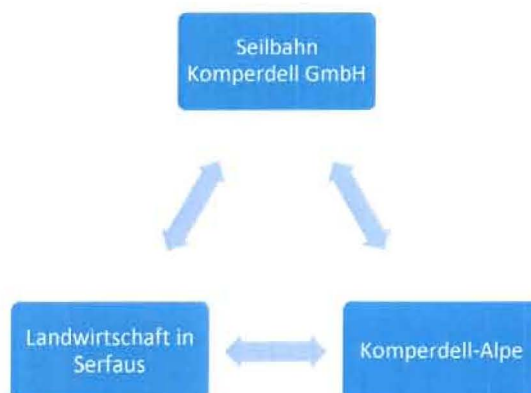 Seilbahn
Komperdell GmbH
Landwirtschaft in
Serfaus
Komperdell-Alpe